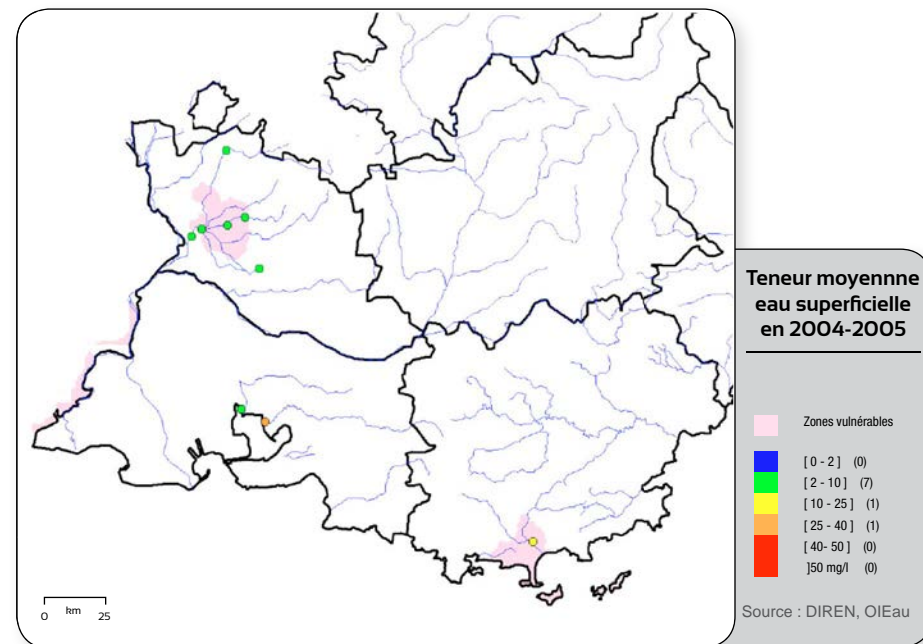 Teneur moyennne
eau superficielle
en 2004-2005
Zones vulnérables
[ 0 - 2 ] (0)
[ 2 - 10 ] (7)
[ 10 - 25 ] (1)
[ 25 - 40 ] (1)
[ 40- 50 ] (0)
]50 mg/l (0)
Source : DIREN, OIEau
0 km 25